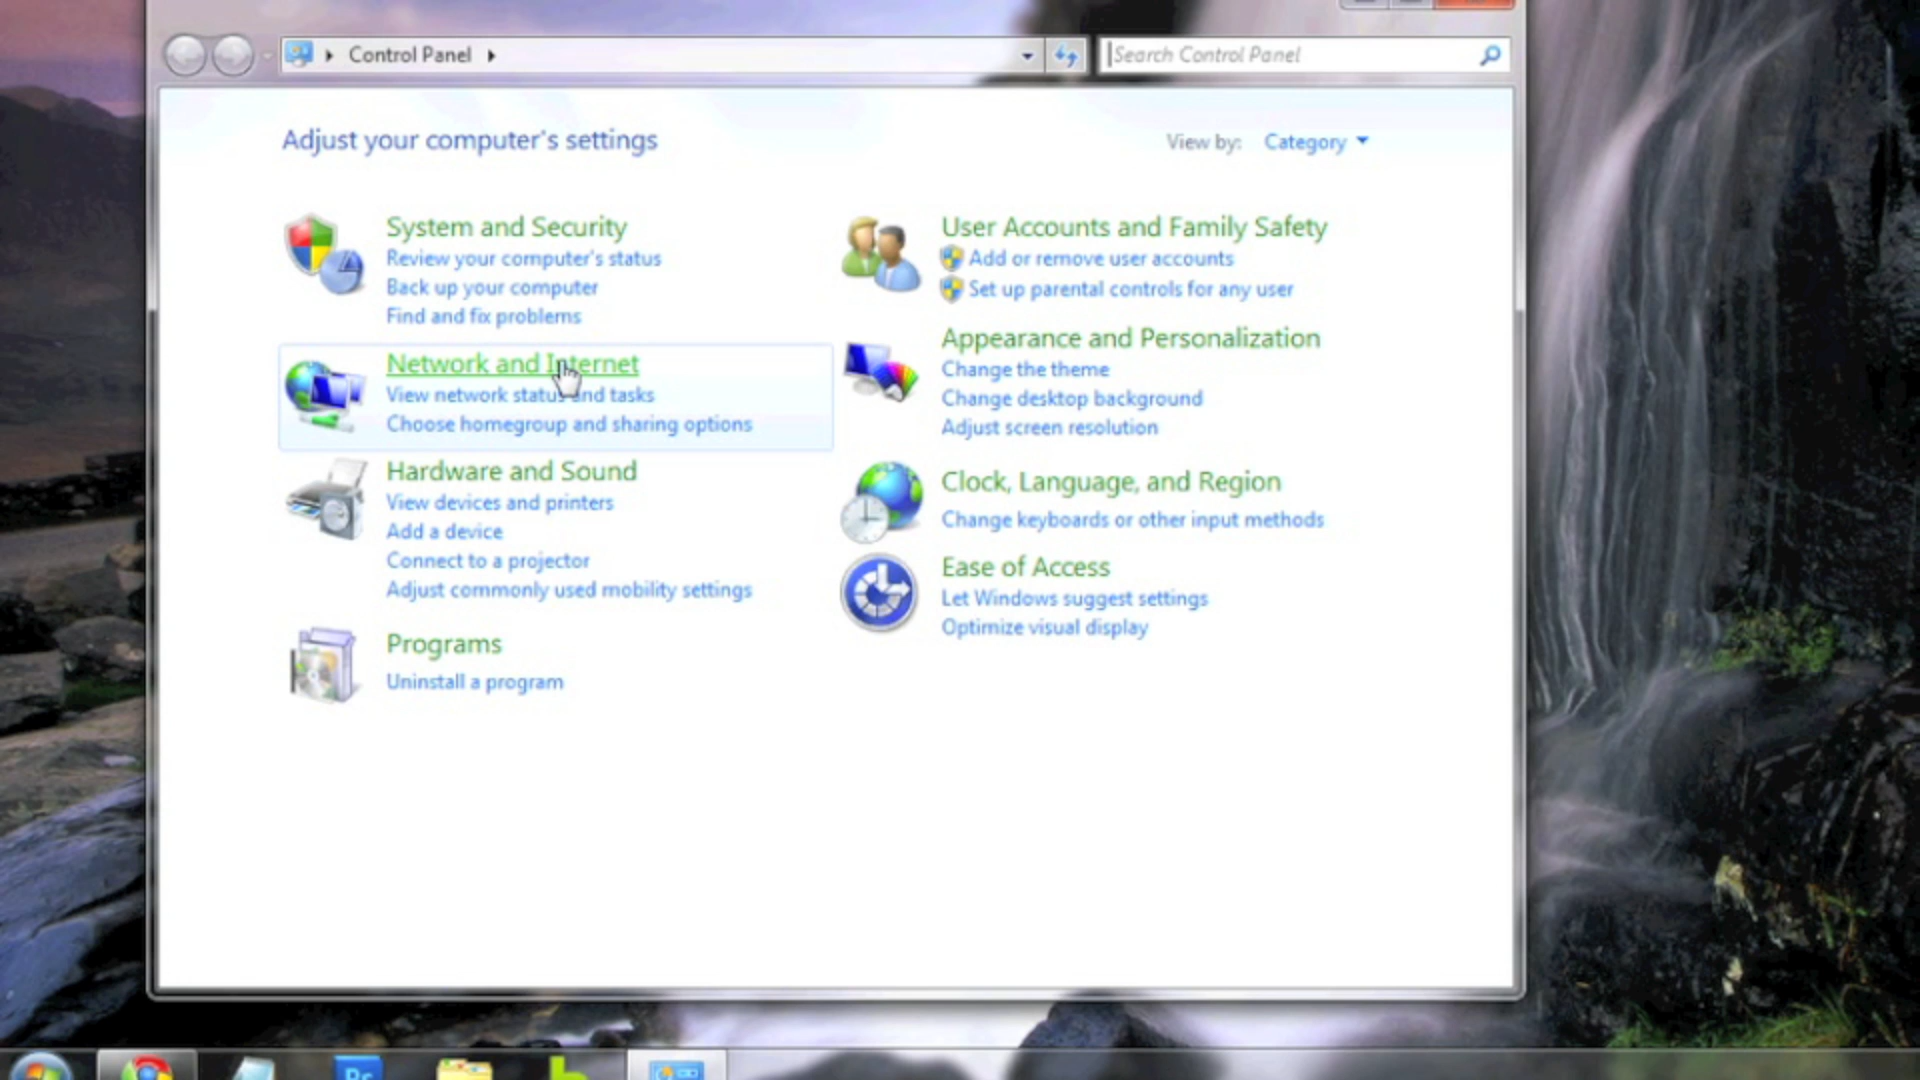 Control Panel
Search Control Panel
Adjust your computer's settings
View by: Category
System and Security
Review your computer's status
Back up your computer
Find and fix problems
Network and Internet
View network status and tasks
Choose homegroup and sharing options
Hardware and Sound
View devices and printers
Add a device
Connect to a projector
Adjust commonly used mobility settings
Programs
Uninstall a program
User Accounts and Family Safety
Add or remove user accounts
Set up parental controls for any user
Appearance and Personalization
Change the theme
Change desktop background
Adjust screen resolution
Clock, Language, and Region
Change keyboards or other input methods
Ease of Access
Let Windows suggest settings
Optimize visual display
Ps